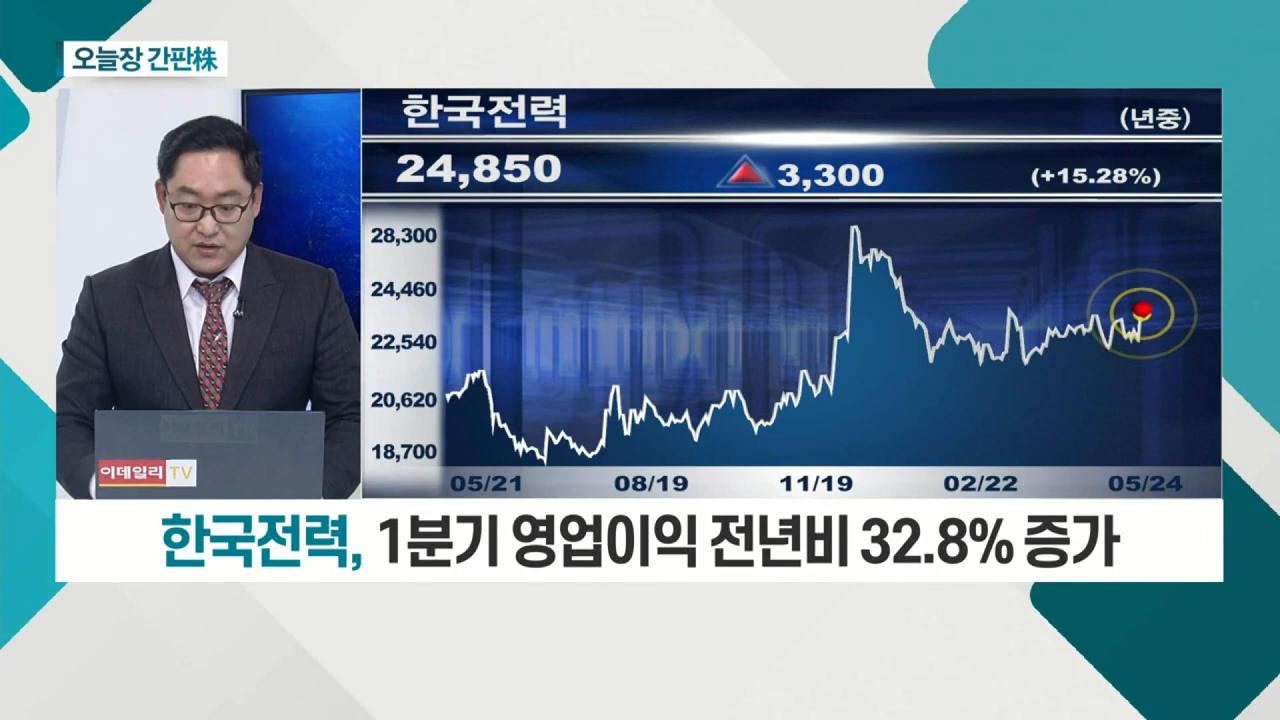 오늘장 간판株
한국전력
(년중)
24,850 3,300 (+15.28%)
28,300
24,460
22,540
20,620
18,700
05/21 08/19 11/19 02/22 05/24
이데일리 TV
한국전력, 1분기 영업이익 전년비 32.8% 증가